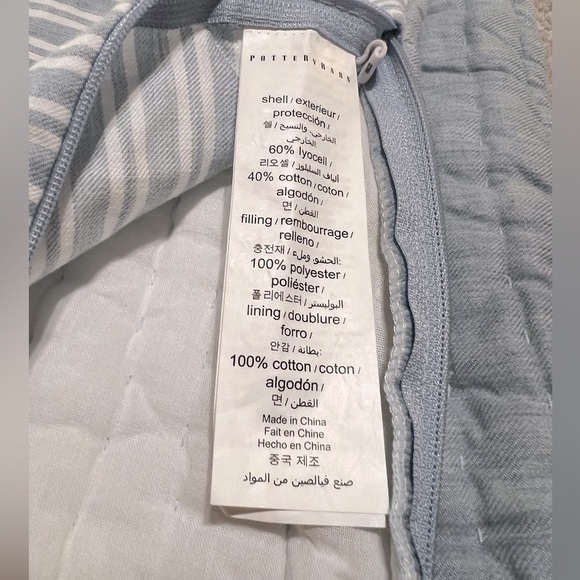 POTTERYBARN
shell / exterieur /
protección /
الخارجي. والنسيج / 셸 /
الخارجي
60% lyocell /
리오셀 / ألياف السليلوز /
40% cotton / coton /
algodón /
면 / القطن /
filling / rembourrage /
relleno /
충전재 / الحشو. وملء:
100% polyester /
poliéster /
폴리에스터 / البوليستر /
lining / doublure /
forro /
안감 / بطانة:
100% cotton / coton /
algodón /
면 / القطن /
Made in China
Fait en Chine
Hecho en China
중국 제조
صنع فيالصين من المواد